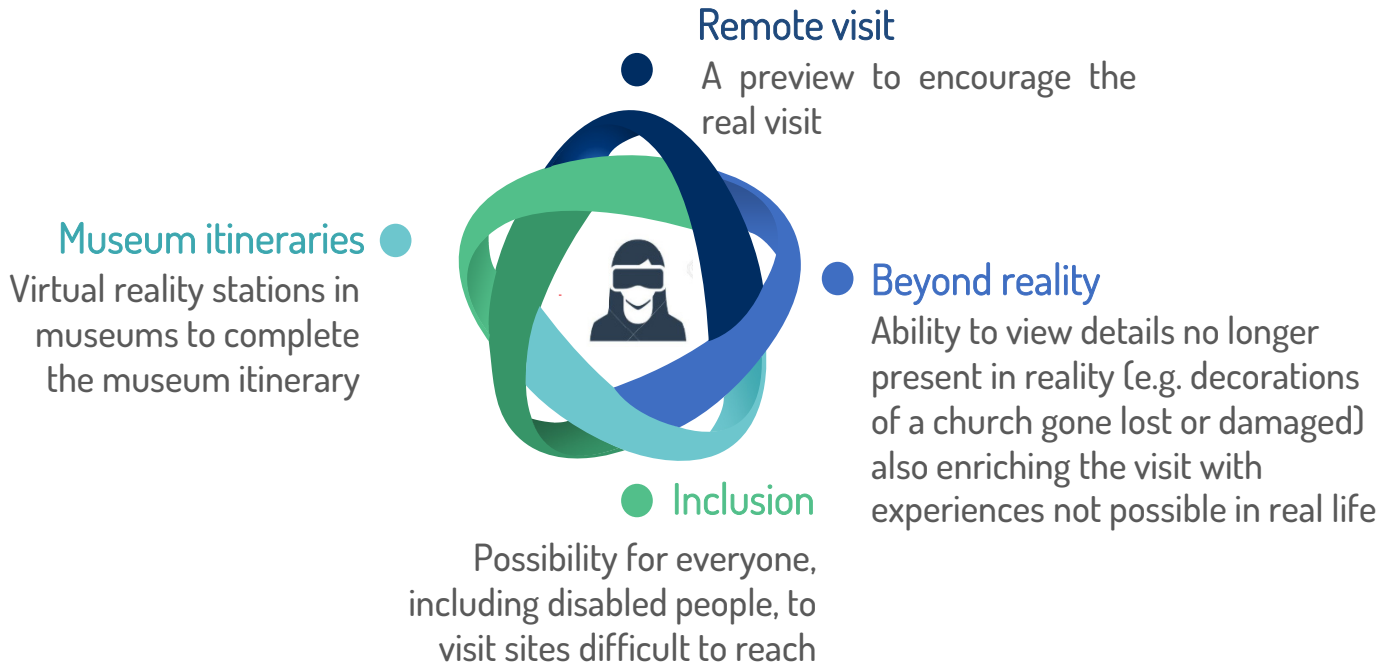 Remote visit
A preview to encourage the
real visit
Museum itineraries
Virtual reality stations in
museums to complete
the museum itinerary
Beyond reality
Ability to view details no longer
present in reality (e.g. decorations
of a church gone lost or damaged)
also enriching the visit with
experiences not possible in real life
Inclusion
Possibility for everyone,
including disabled people, to
visit sites difficult to reach